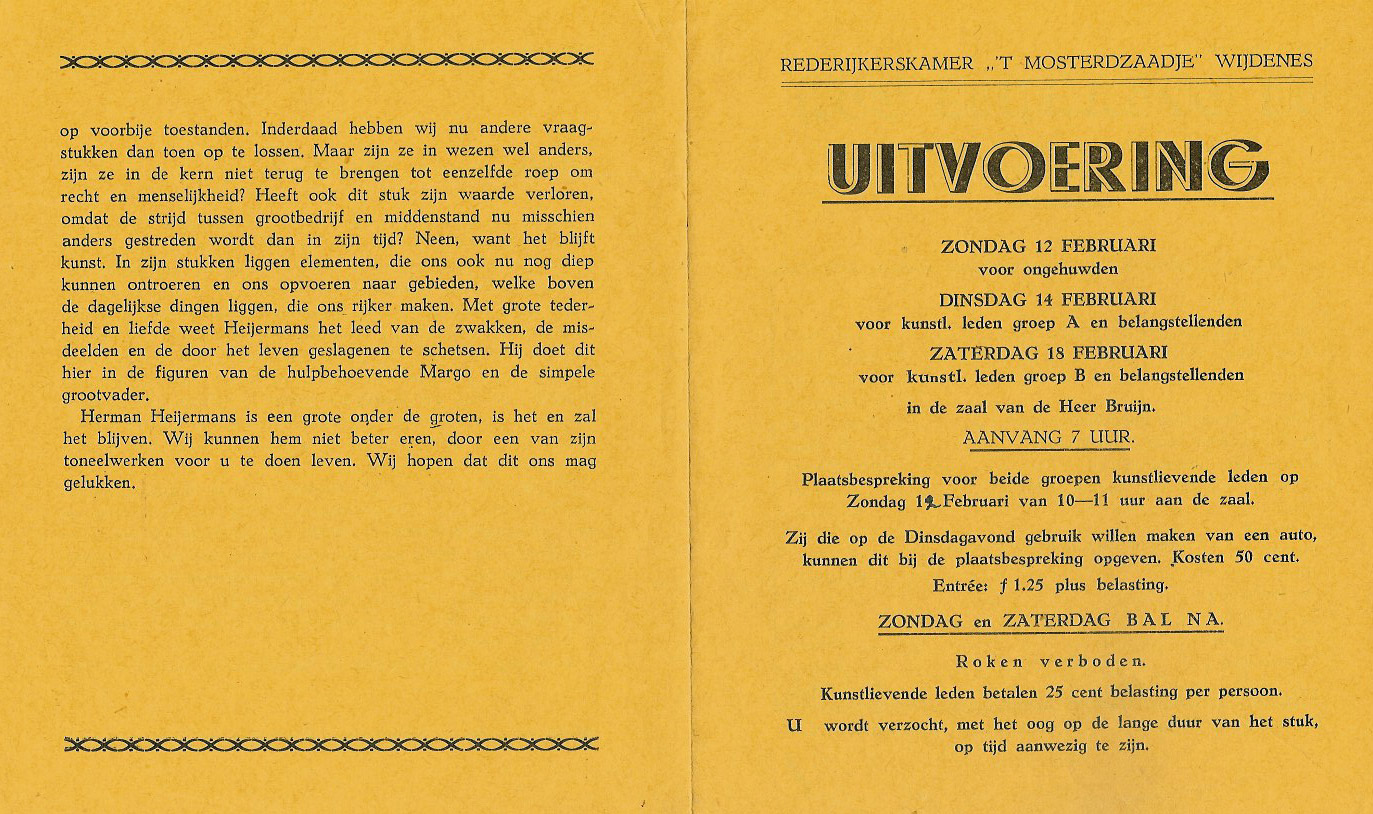 op voorbije toestanden. Inderdaad hebben wij nu andere vraag-
stukken dan toen op te lossen. Maar zijn ze in wezen wel anders,
zijn ze in de kern niet terug te brengen tot eenzelfde roep om
recht en menselijkheid? Heeft ook dit stuk zijn waarde verloren,
omdat de strijd tussen grootbedrijf en middenstand nu misschien
anders gestreden wordt dan in zijn tijd? Neen, want het blijft
kunst. In zijn stukken liggen elementen, die ons ook nu nog diep
kunnen ontroeren en ons opvoeren naar gebieden, welke boven
de dagelijkse dingen liggen, die ons rijker maken. Met grote teder-
heid en liefde weet Heijermans het leed van de zwakken, de mis-
deelden en de door het leven geslagenen te schetsen. Hij doet dit
hier in de figuren van de hulpbehoevende Margo en de simpele
grootvader.
Herman Heijermans is een grote onder de groten, is het en zal
het blijven. Wij kunnen hem niet beter eren, door een van zijn
toneelwerken voor u te doen leven. Wij hopen dat dit ons mag
gelukken.
REDERIJKERSKAMER „'T MOSTERDZAADJE" WIJDENES
UITVOERING
ZONDAG 12 FEBRUARI
voor ongehuwden
DINSDAG 14 FEBRUARI
voor kunstl. leden groep A en belangstellenden
ZATERDAG 18 FEBRUARI
voor kunstl. leden groep B en belangstellenden
in de zaal van de Heer Bruijn.
AANVANG 7 UUR.
Plaatsbespreking voor beide groepen kunstlievende leden op
Zondag 12 Februari van 10—11 uur aan de zaal.
Zij die op de Dinsdagavond gebruik willen maken van een auto,
kunnen dit bij de plaatsbespreking opgeven. Kosten 50 cent.
Entrée: ƒ 1.25 plus belasting.
ZONDAG en ZATERDAG BAL NA.
Roken verboden.
Kunstlievende leden betalen 25 cent belasting per persoon.
U wordt verzocht, met het oog op de lange duur van het stuk,
op tijd aanwezig te zijn.